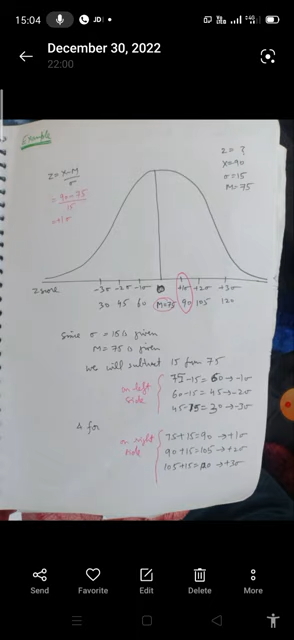 15:04
JD
December 30, 2022
22:00
Example
Z = X-M / σ
= 90-75 / 15
= +1σ
Z = ?
X = 90
σ = 15
M = 75
Z score
-3σ -2σ -1σ 0 +1σ +2σ +3σ
30 45 60 M=75 90 105 120
Since σ = 15 is given
M = 75 is given
we will subtract 15 from 75
on left side
75-15 = 60 → -1σ
60-15 = 45 → -2σ
45-15 = 30 → -3σ
& for
on right side
75+15 = 90 → +1σ
90+15 = 105 → +2σ
105+15 = 120 → +3σ
Send
Favorite
Edit
Delete
More